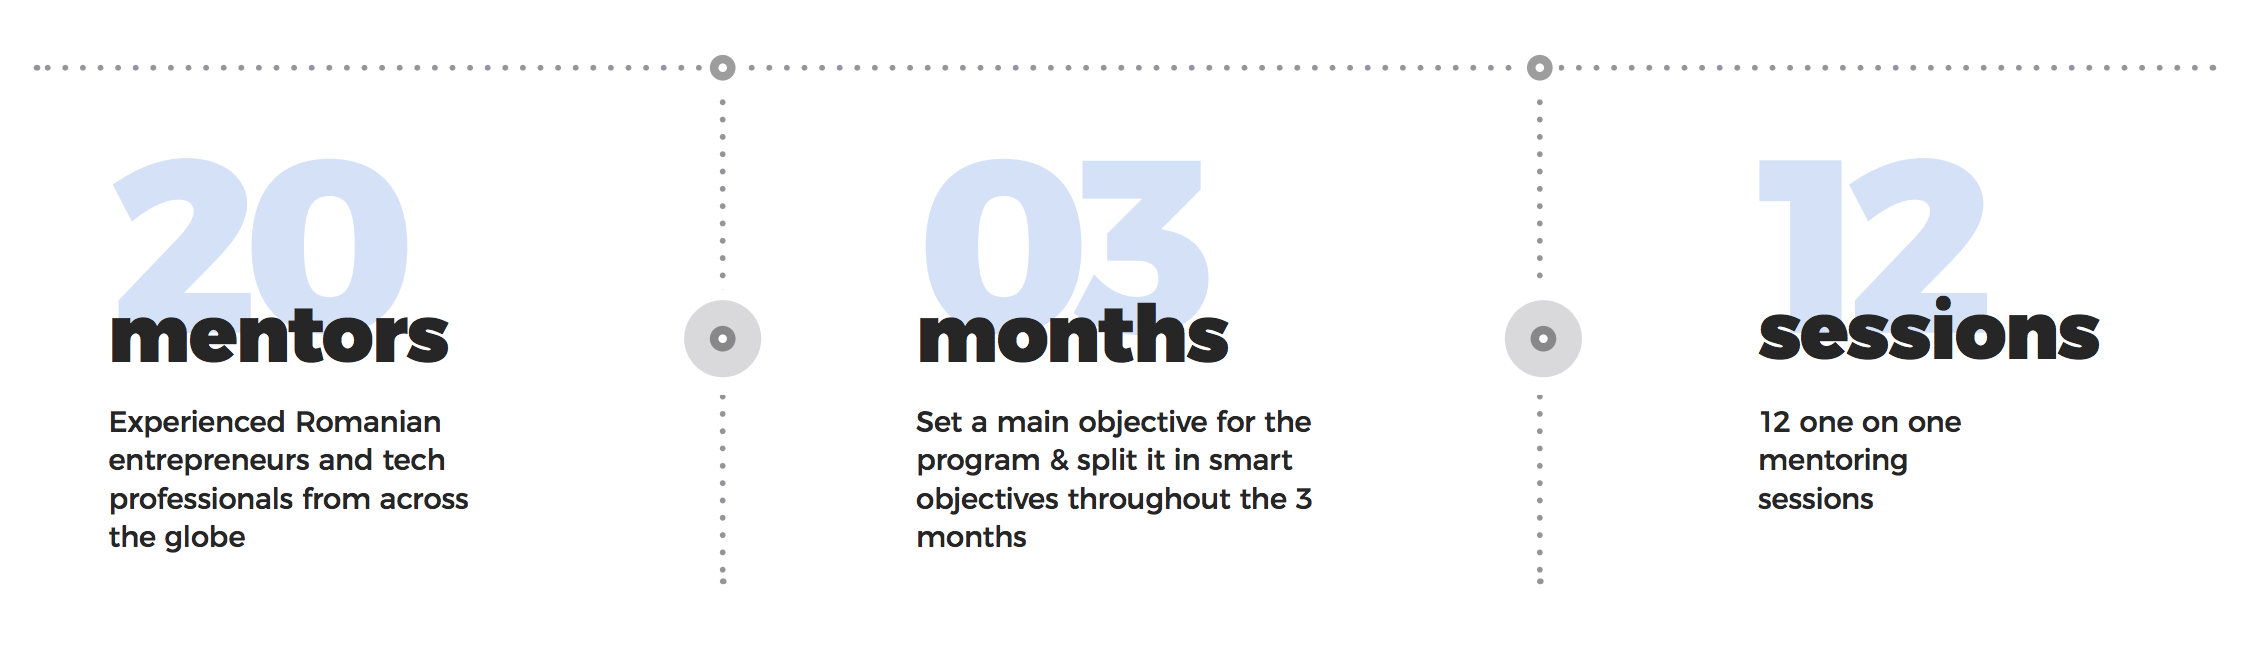 20
mentors
Experienced Romanian
entrepreneurs and tech
professionals from across
the globe
03
months
Set a main objective for the
program & split it in smart
objectives throughout the 3
months
12
sessions
12 one on one
mentoring
sessions